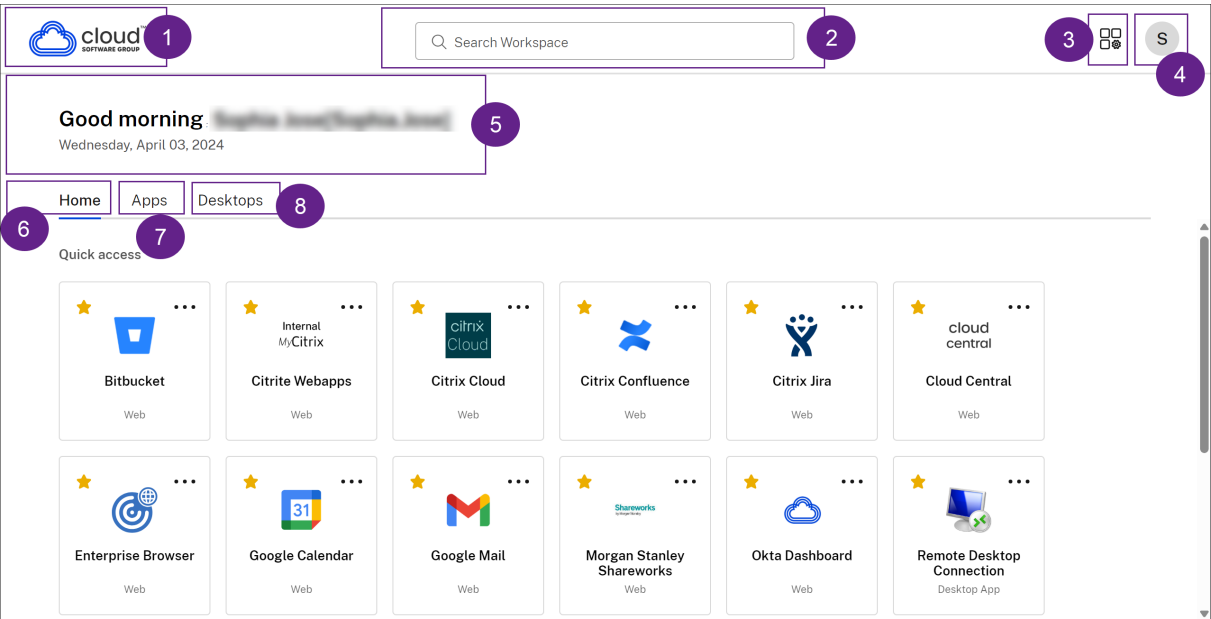 cloud™
SOFTWARE GROUP
1
Search Workspace
2
3
S
4
Good morning
5
Wednesday, April 03, 2024
Home
Apps
Desktops
6
7
8
Quick access
Internal
MyCitrix
citrix
Cloud
cloud
central
Bitbucket
Citrite Webapps
Citrix Cloud
Citrix Confluence
Citrix Jira
Cloud Central
Web
Web
Web
Web
Web
Web
31
Shareworks
Enterprise Browser
Google Calendar
Google Mail
Morgan Stanley
Shareworks
Okta Dashboard
Remote Desktop
Connection
Web
Web
Web
Web
Web
Desktop App